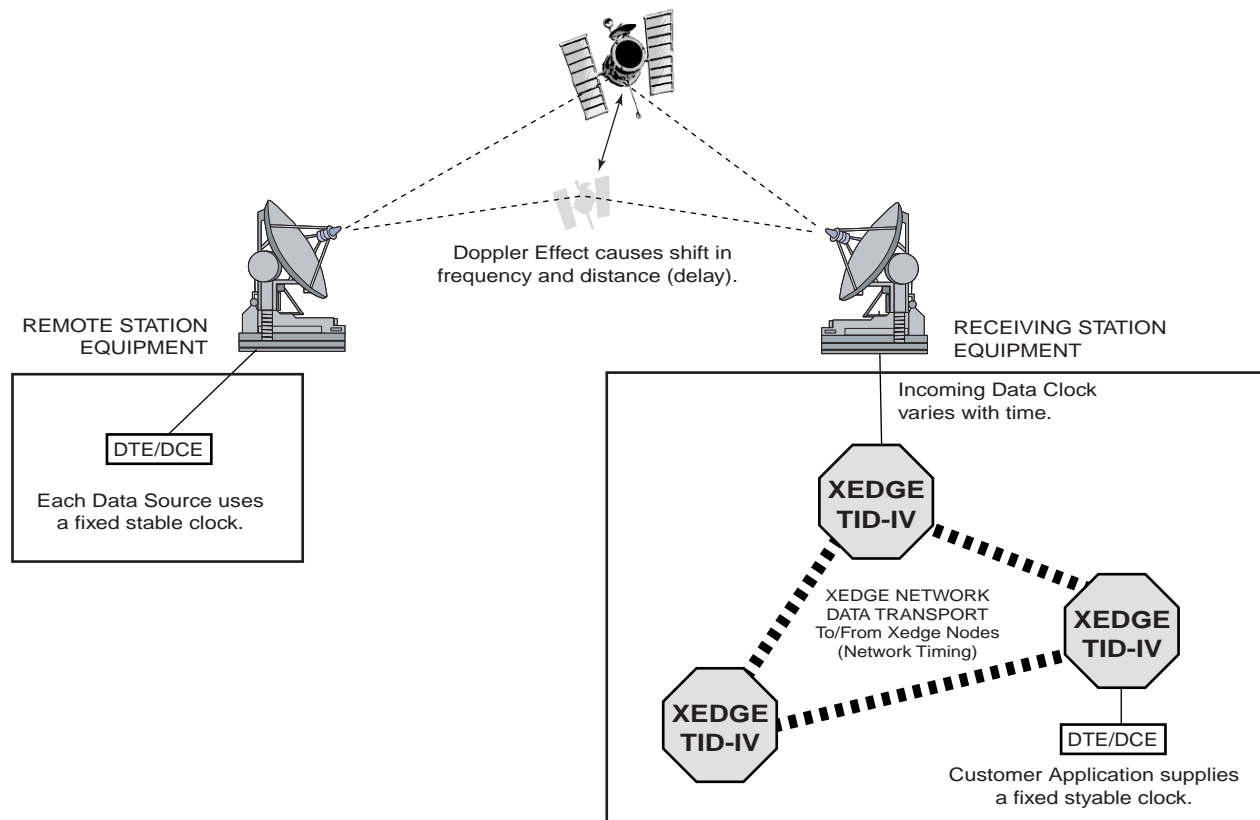 Doppler Effect causes shift in
frequency and distance (delay).
REMOTE STATION
EQUIPMENT
DTE/DCE
Each Data Source uses
a fixed stable clock.
RECEIVING STATION
EQUIPMENT
Incoming Data Clock
varies with time.
XEDGE
TID-IV
XEDGE NETWORK
DATA TRANSPORT
To/From Xedge Nodes
(Network Timing)
XEDGE
TID-IV
XEDGE
TID-IV
DTE/DCE
Customer Application supplies
a fixed styable clock.